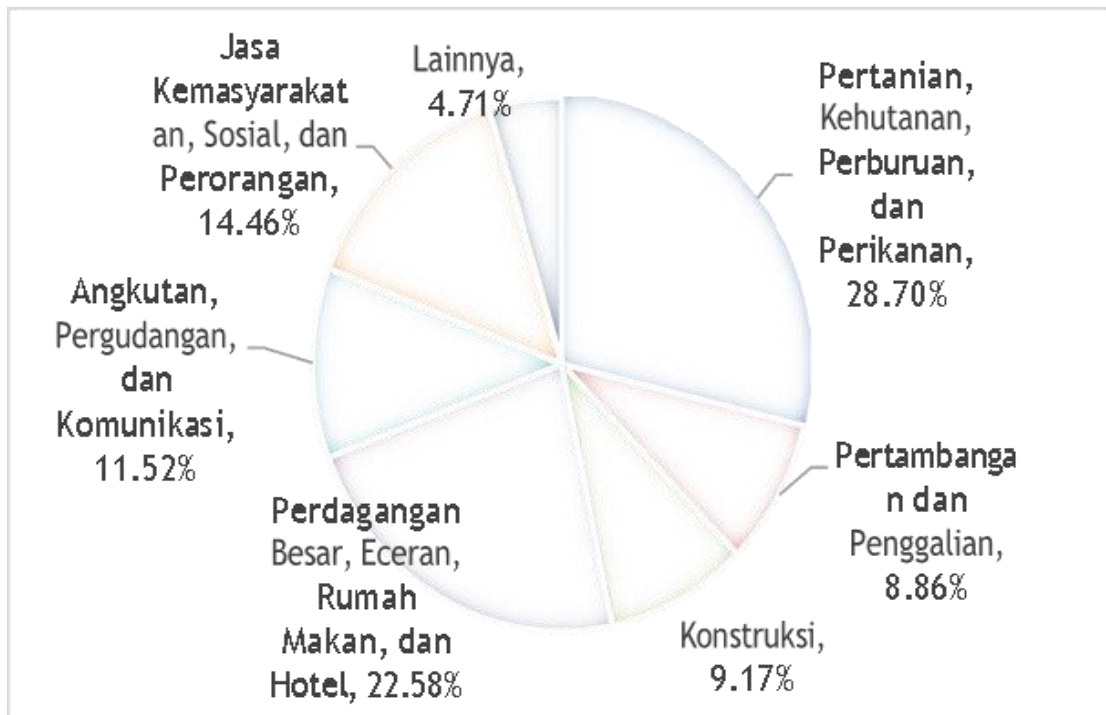 Jasa
Kemasyarakat
an, Sosial, dan
Perorangan,
14.46%
Lainnya,
4.71%
Pertanian,
Kehutanan,
Perburuan,
dan
Perikanan,
28.70%
Angkutan,
Pergudangan,
dan
Komunikasi,
11.52%
Pertambanga
n dan
Penggalian,
8.86%
Perdagangan
Besar, Eceran,
Rumah
Makan, dan
Hotel, 22.58%
Konstruksi,
9.17%